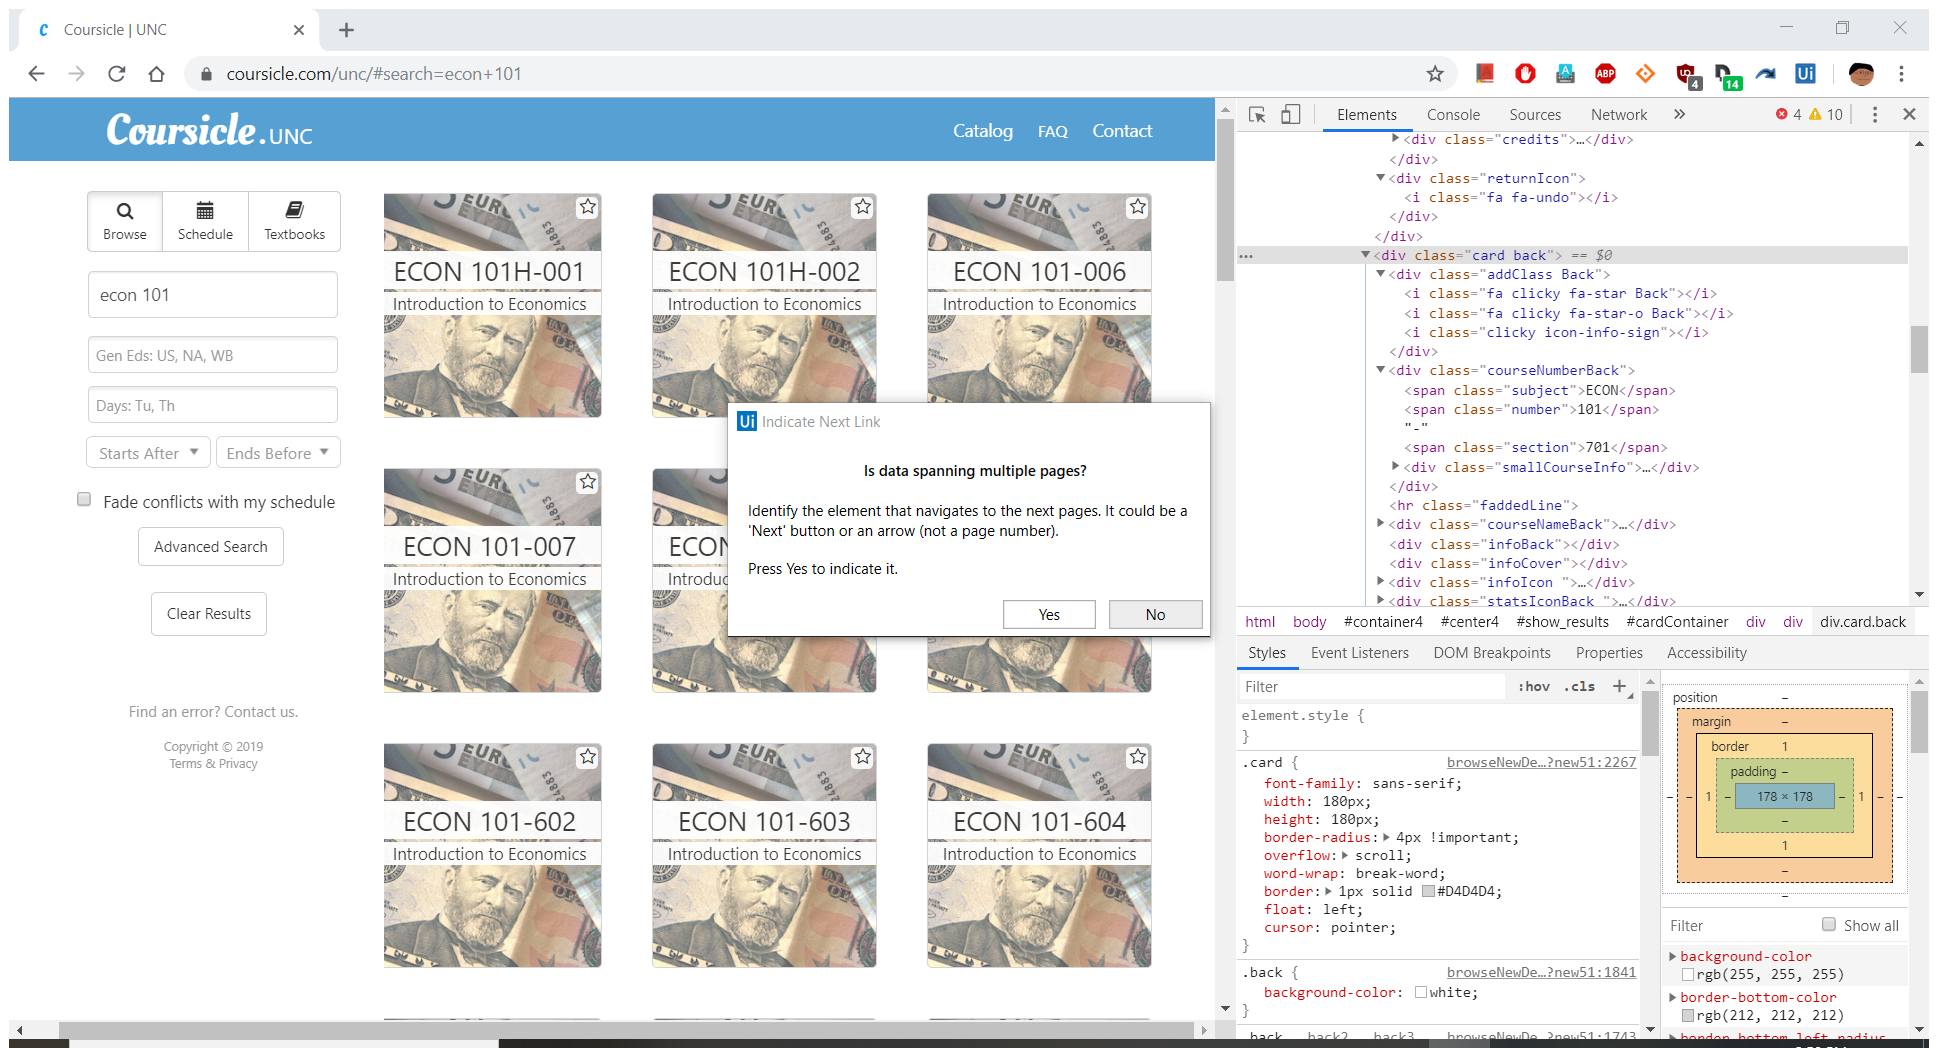 Coursicle | UNC
coursicle.com/unc/#search=econ+101
ABP
4
14
Ui
Coursicle.UNC
Catalog
FAQ
Contact
Browse
Schedule
Textbooks
econ 101
Gen Eds: US, NA, WB
Days: Tu, Th
Starts After
Ends Before
Fade conflicts with my schedule
Advanced Search
Clear Results
Find an error? Contact us.
Copyright © 2019
Terms & Privacy
ECON 101H-001
Introduction to Economics
ECON 101H-002
Introduction to Economics
ECON 101-006
Introduction to Economics
ECON 101-007
Introduction to Economics
ECON 101-602
Introduction to Economics
ECON 101-603
Introduction to Economics
ECON 101-604
Introduction to Economics
Ui Indicate Next Link
Is data spanning multiple pages?
Identify the element that navigates to the next pages. It could be a
'Next' button or an arrow (not a page number).
Press Yes to indicate it.
Yes
No
Elements
Console
Sources
Network
»
4
10
<div class="credits">…</div>
</div>
<div class="returnIcon">
<i class="fa fa-undo"></i>
</div>
</div>
<div class="card back"> == $0
<div class="addClass Back">
<i class="fa clicky fa-star Back"></i>
<i class="fa clicky fa-star-o Back"></i>
<i class="clicky icon-info-sign"></i>
</div>
<div class="courseNumberBack">
<span class="subject">ECON</span>
<span class="number">101</span>
"-"
<span class="section">701</span>
<div class="smallCourseInfo">…</div>
</div>
<hr class="faddedLine">
<div class="courseNameBack">…</div>
<div class="infoBack"></div>
<div class="infoCover"></div>
<div class="infoIcon ">…</div>
<div class="statsIconBack ">…</div>
html body #container4 #center4 #show_results #cardContainer div div div.card.back
Styles
Event Listeners
DOM Breakpoints
Properties
Accessibility
Filter
:hov .cls +
element.style {
}
.card {
browseNewDe…?new51:2267
font-family: sans-serif;
width: 180px;
height: 180px;
border-radius: 4px !important;
overflow: scroll;
word-wrap: break-word;
border: 1px solid #D4D4D4;
float: left;
cursor: pointer;
}
.back {
browseNewDe…?new51:1841
background-color: white;
}
.back, .back2, .back3,
browseNewDe…?new51:1743
position –
margin –
border 1
padding –
– – 1 – 178 × 178 – 1 – –
–
1
–
–
Filter
Show all
background-color
rgb(255, 255, 255)
border-bottom-color
rgb(212, 212, 212)
border-bottom-left-radius